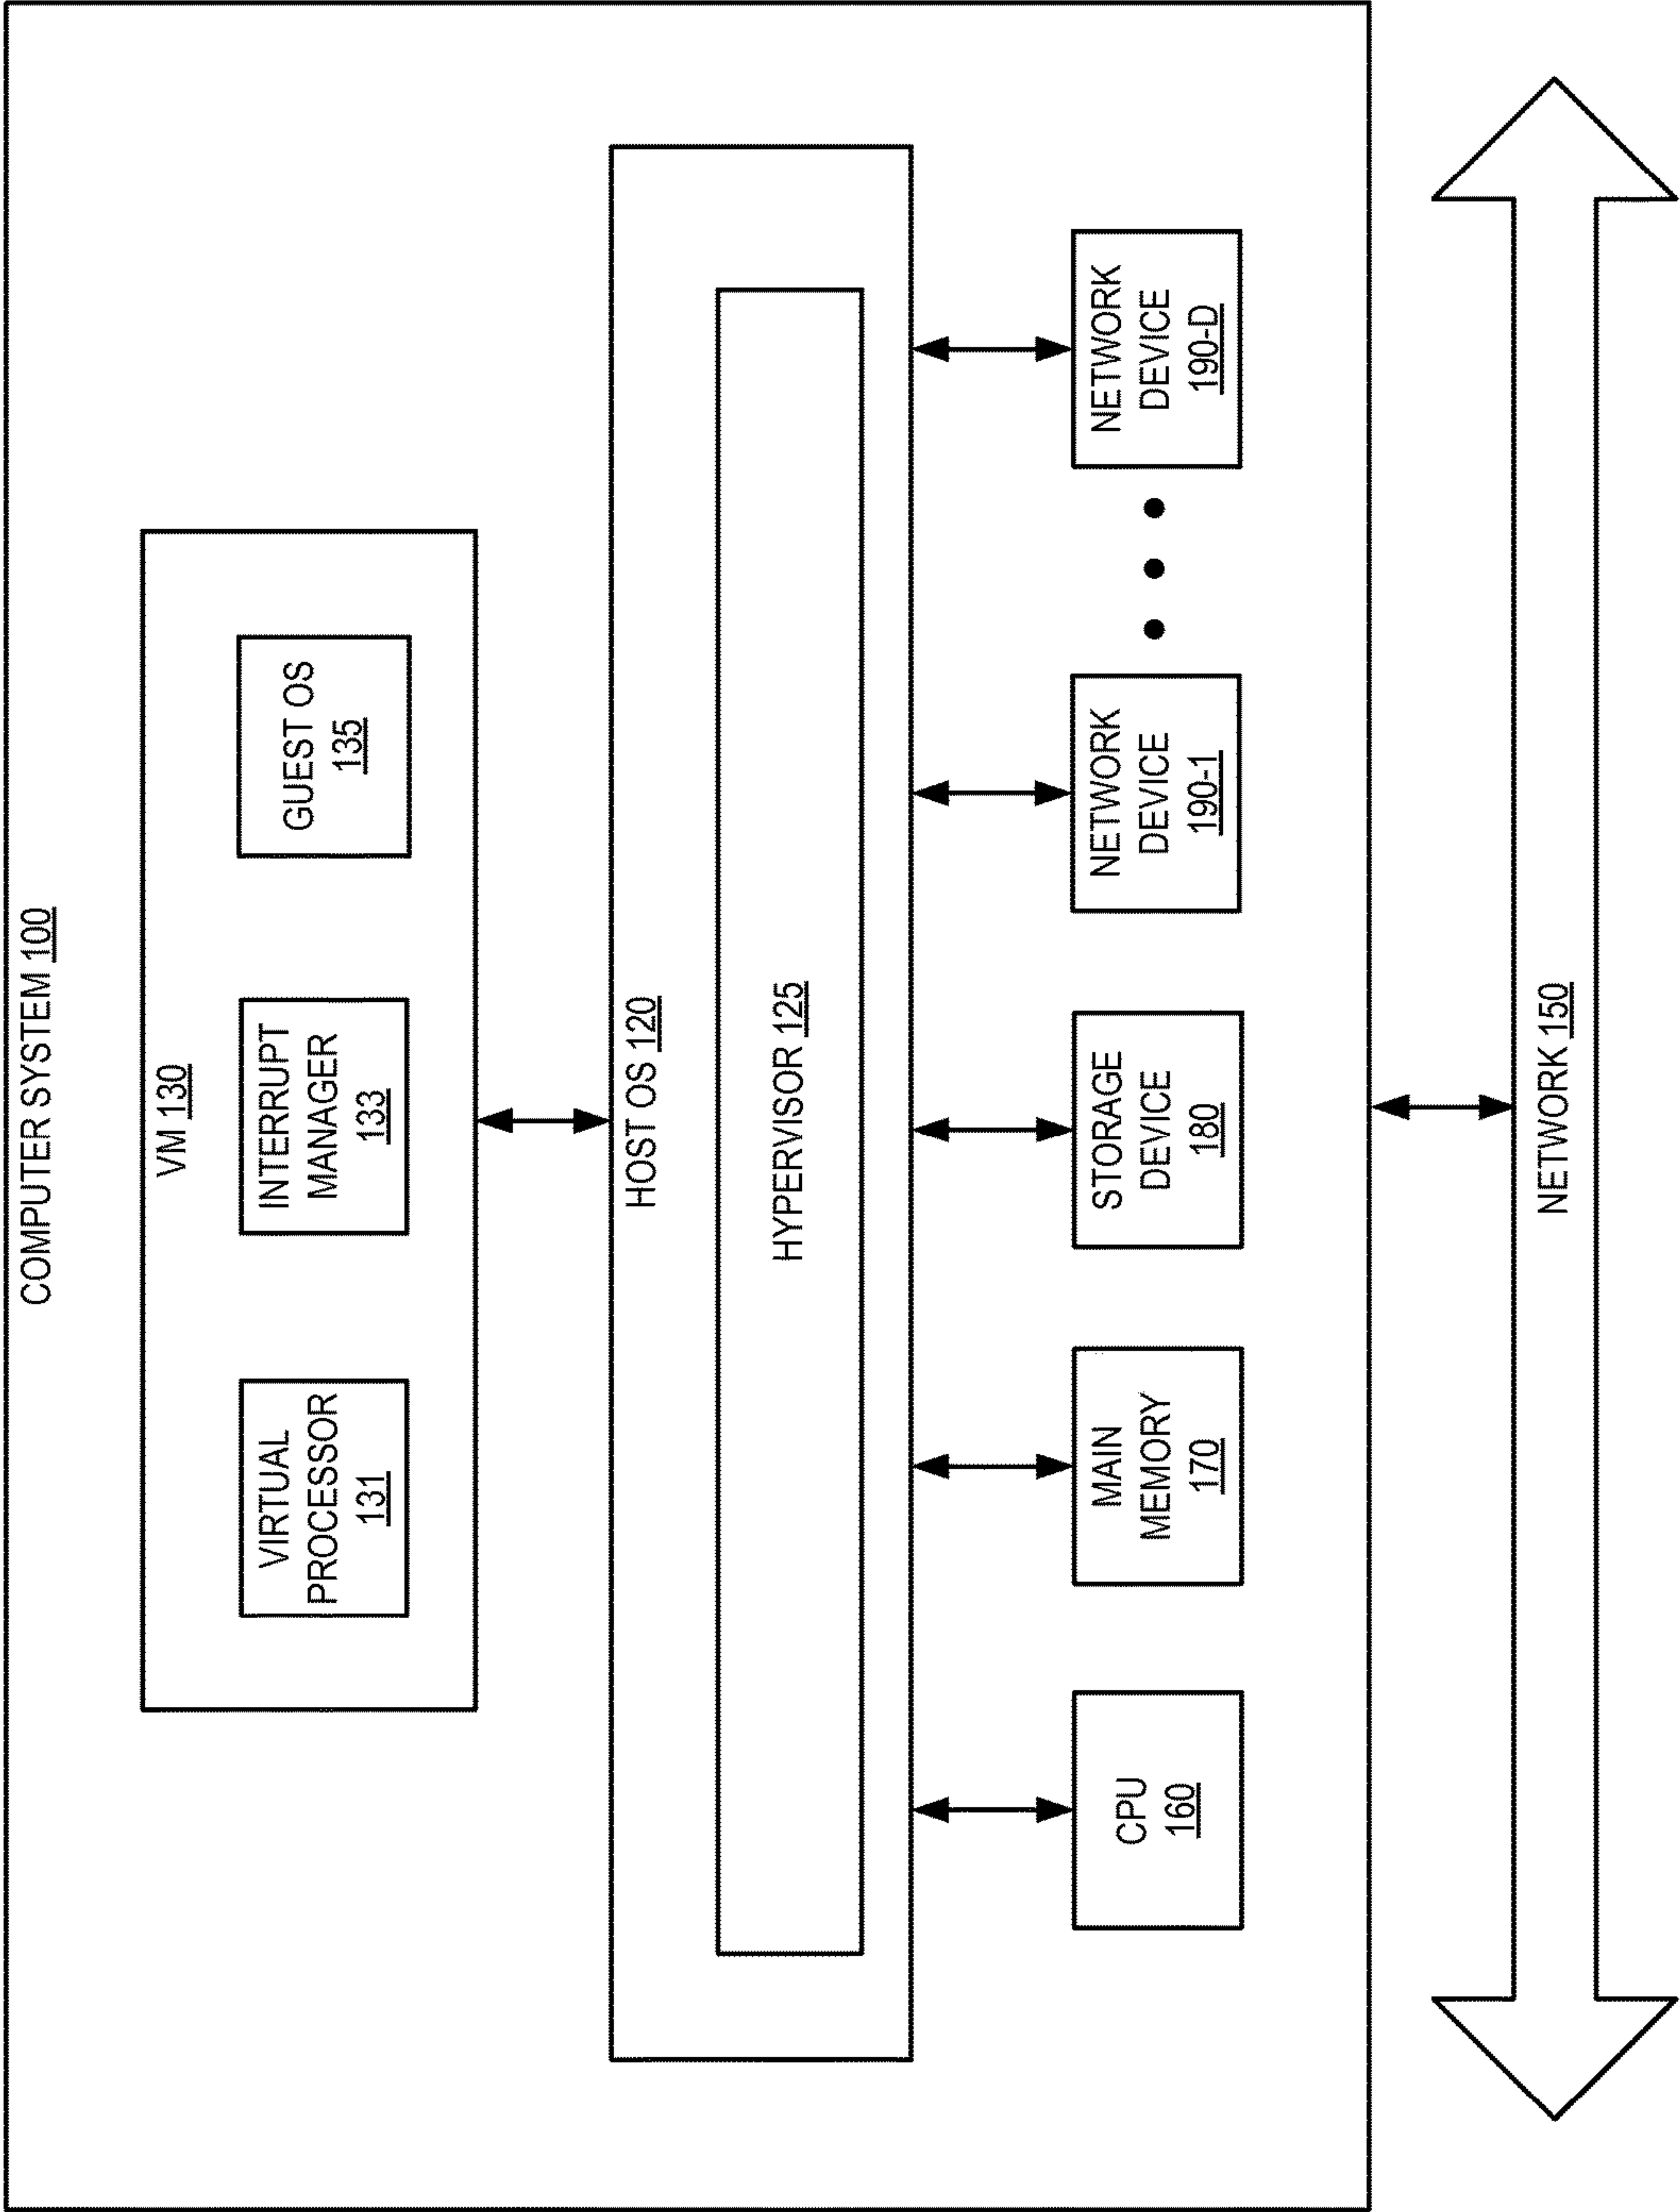 COMPUTER SYSTEM 100
VM 130
VIRTUAL
PROCESSOR
131
INTERRUPT
MANAGER
133
GUEST OS
135
HOST OS 120
HYPERVISOR 125
CPU
160
MAIN
MEMORY
170
STORAGE
DEVICE
180
NETWORK
DEVICE
190-1
NETWORK
DEVICE
190-D
NETWORK 150